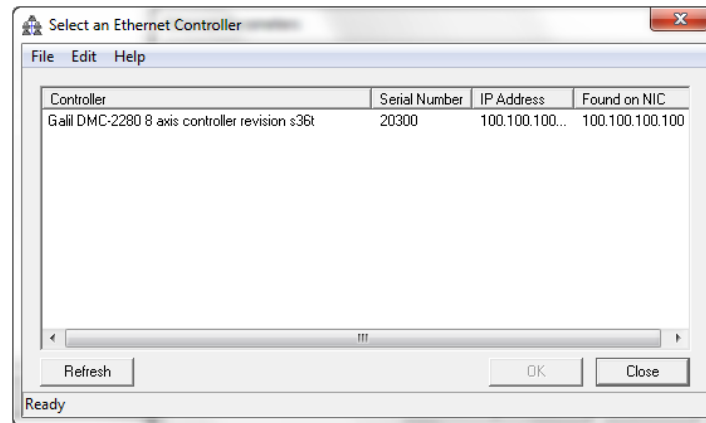 Select an Ethernet Controller
File Edit Help
Controller Serial Number IP Address Found on NIC
Galil DMC-2280 8 axis controller revision s36t 20300 100.100.100... 100.100.100.100
Refresh OK Close
Ready